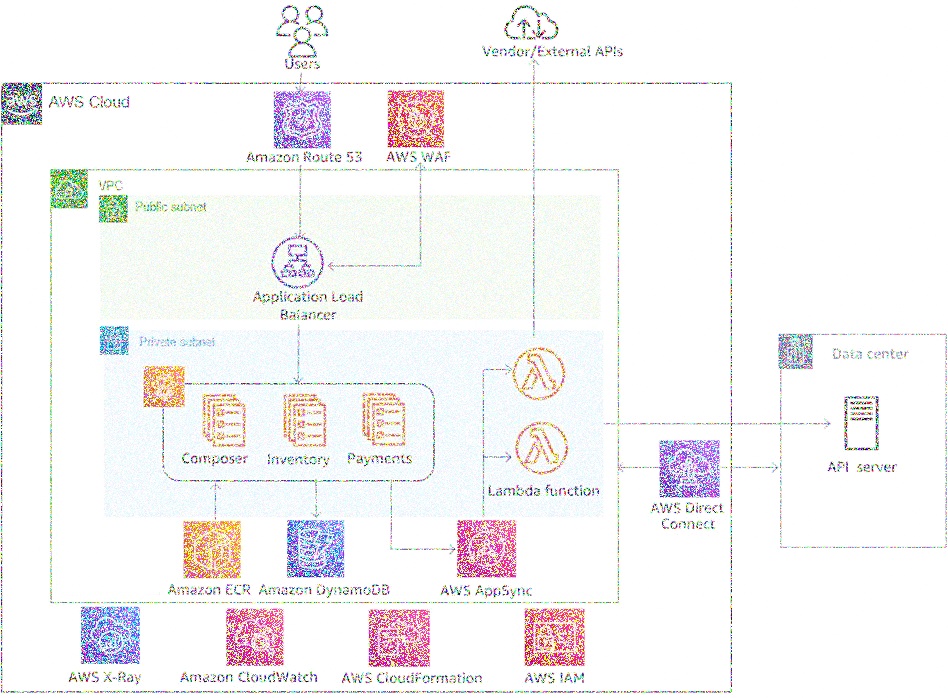 Users
Vendor/External APIs
aws
AWS Cloud
Amazon Route 53
AWS WAF
VPC
Public subnet
Application Load
Balancer
Private subnet
Data center
Composer
Inventory
Payments
Lambda function
API server
AWS Direct
Connect
Amazon ECR
Amazon DynamoDB
AWS AppSync
AWS X-Ray
Amazon CloudWatch
AWS CloudFormation
AWS IAM